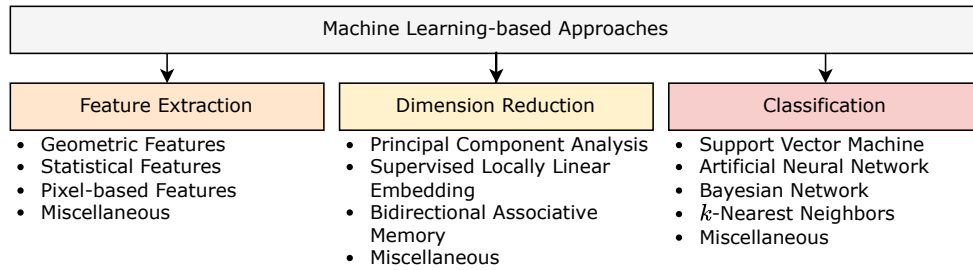 Machine Learning-based Approaches
Feature Extraction
• Geometric Features
• Statistical Features
• Pixel-based Features
• Miscellaneous
Dimension Reduction
• Principal Component Analysis
• Supervised Locally Linear
Embedding
• Bidirectional Associative
Memory
• Miscellaneous
Classification
• Support Vector Machine
• Artificial Neural Network
• Bayesian Network
• k-Nearest Neighbors
• Miscellaneous